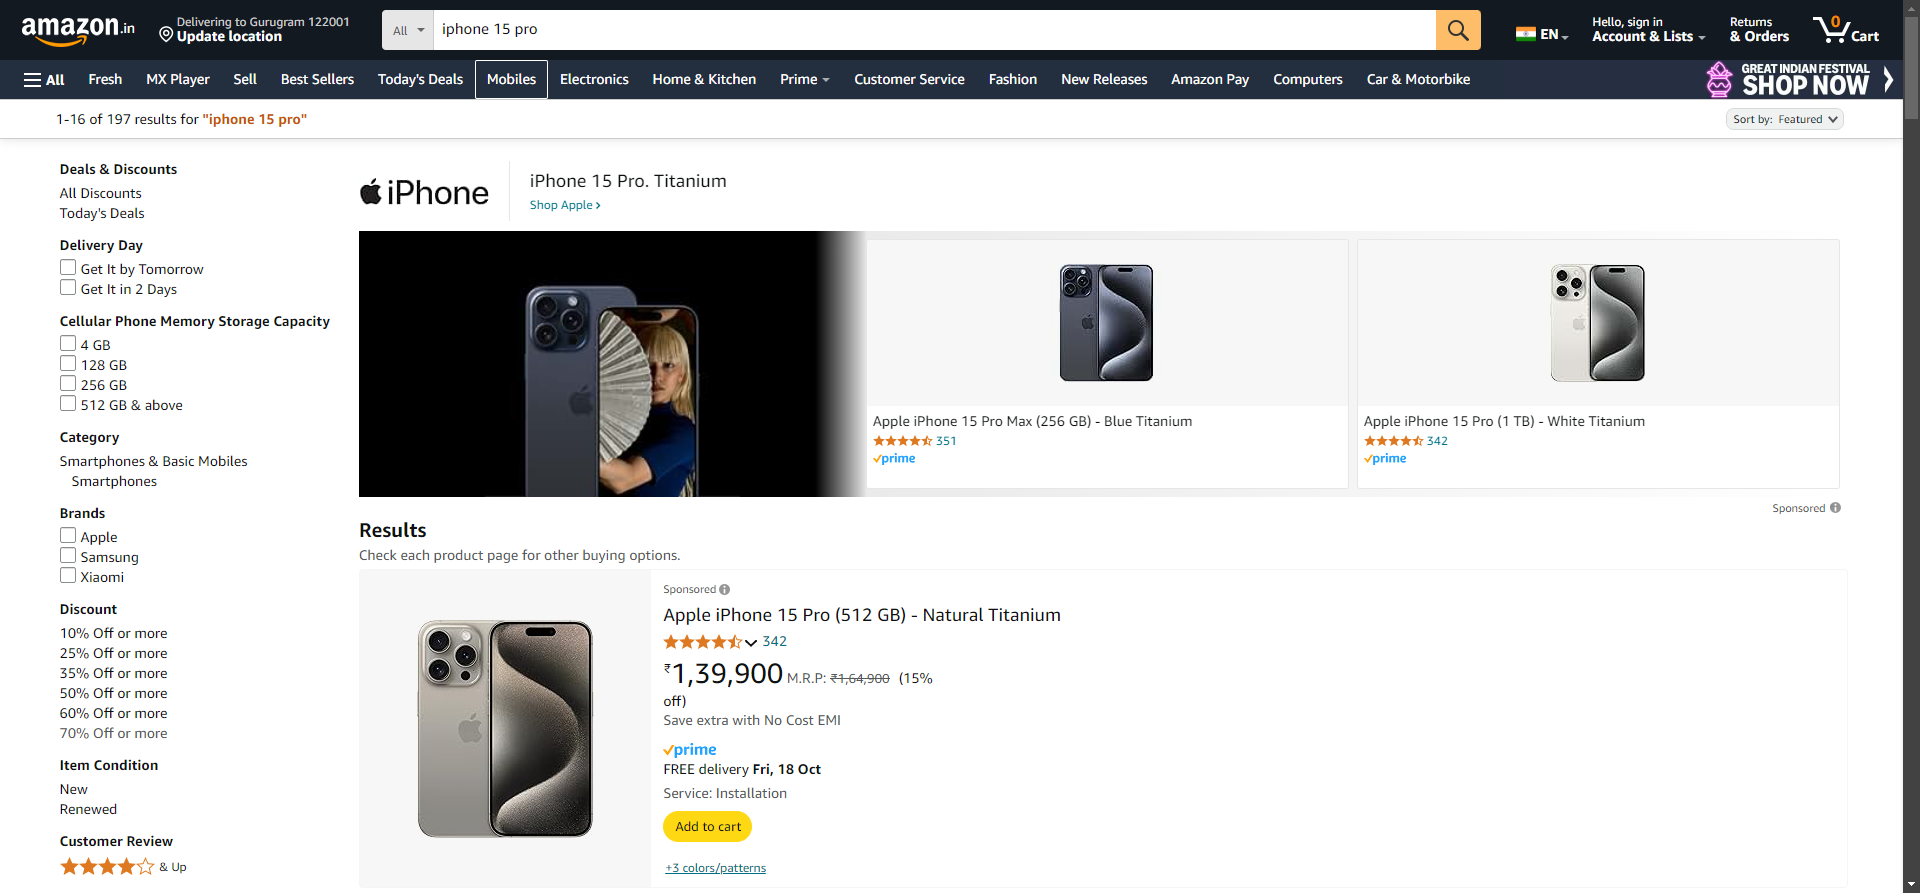 amazon.in
Delivering to Gurugram 122001
Update location
All
iphone 15 pro
EN
Hello, sign in
Account & Lists
Returns
& Orders
0
Cart
All
Fresh
MX Player
Sell
Best Sellers
Today's Deals
Mobiles
Electronics
Home & Kitchen
Prime
Customer Service
Fashion
New Releases
Amazon Pay
Computers
Car & Motorbike
GREAT INDIAN FESTIVAL
SHOP NOW
1-16 of 197 results for "iphone 15 pro"
Sort by: Featured
Deals & Discounts
All Discounts
Today's Deals
Delivery Day
Get It by Tomorrow
Get It in 2 Days
Cellular Phone Memory Storage Capacity
4 GB
128 GB
256 GB
512 GB & above
Category
Smartphones & Basic Mobiles
Smartphones
Brands
Apple
Samsung
Xiaomi
Discount
10% Off or more
25% Off or more
35% Off or more
50% Off or more
60% Off or more
70% Off or more
Item Condition
New
Renewed
Customer Review
& Up
iPhone
iPhone 15 Pro. Titanium
Shop Apple ›
Apple iPhone 15 Pro Max (256 GB) - Blue Titanium
351
prime
Apple iPhone 15 Pro (1 TB) - White Titanium
342
prime
Sponsored
Results
Check each product page for other buying options.
Sponsored
Apple iPhone 15 Pro (512 GB) - Natural Titanium
342
₹1,39,900 M.R.P: ₹1,64,900 (15%
off)
Save extra with No Cost EMI
prime
FREE delivery Fri, 18 Oct
Service: Installation
Add to cart
+3 colors/patterns